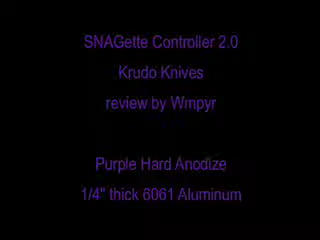 SNAGette Controller 2.0
Krudo Knives
review by Wmpyr
Purple Hard Anodize
1/4" thick 6061 Aluminum